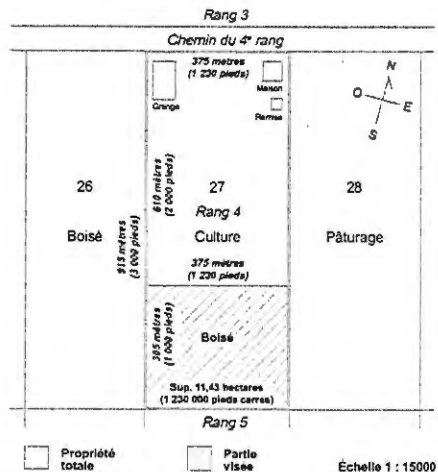 Rang 3
Chemin du 4e rang
375 mètres
(1 230 pieds)
Grange
Maison
Remise
N
O
E
S
26
27
28
Rang 4
Boisé
Culture
Pâturage
610 mètres
(2 000 pieds)
915 mètres
(3 000 pieds)
375 mètres
(1 230 pieds)
305 mètres
(1 000 pieds)
Boisé
Sup. 11,43 hectares
(1 230 000 pieds carres)
Rang 5
Propriété
totale
Partie
visée
Échelle 1 : 15000